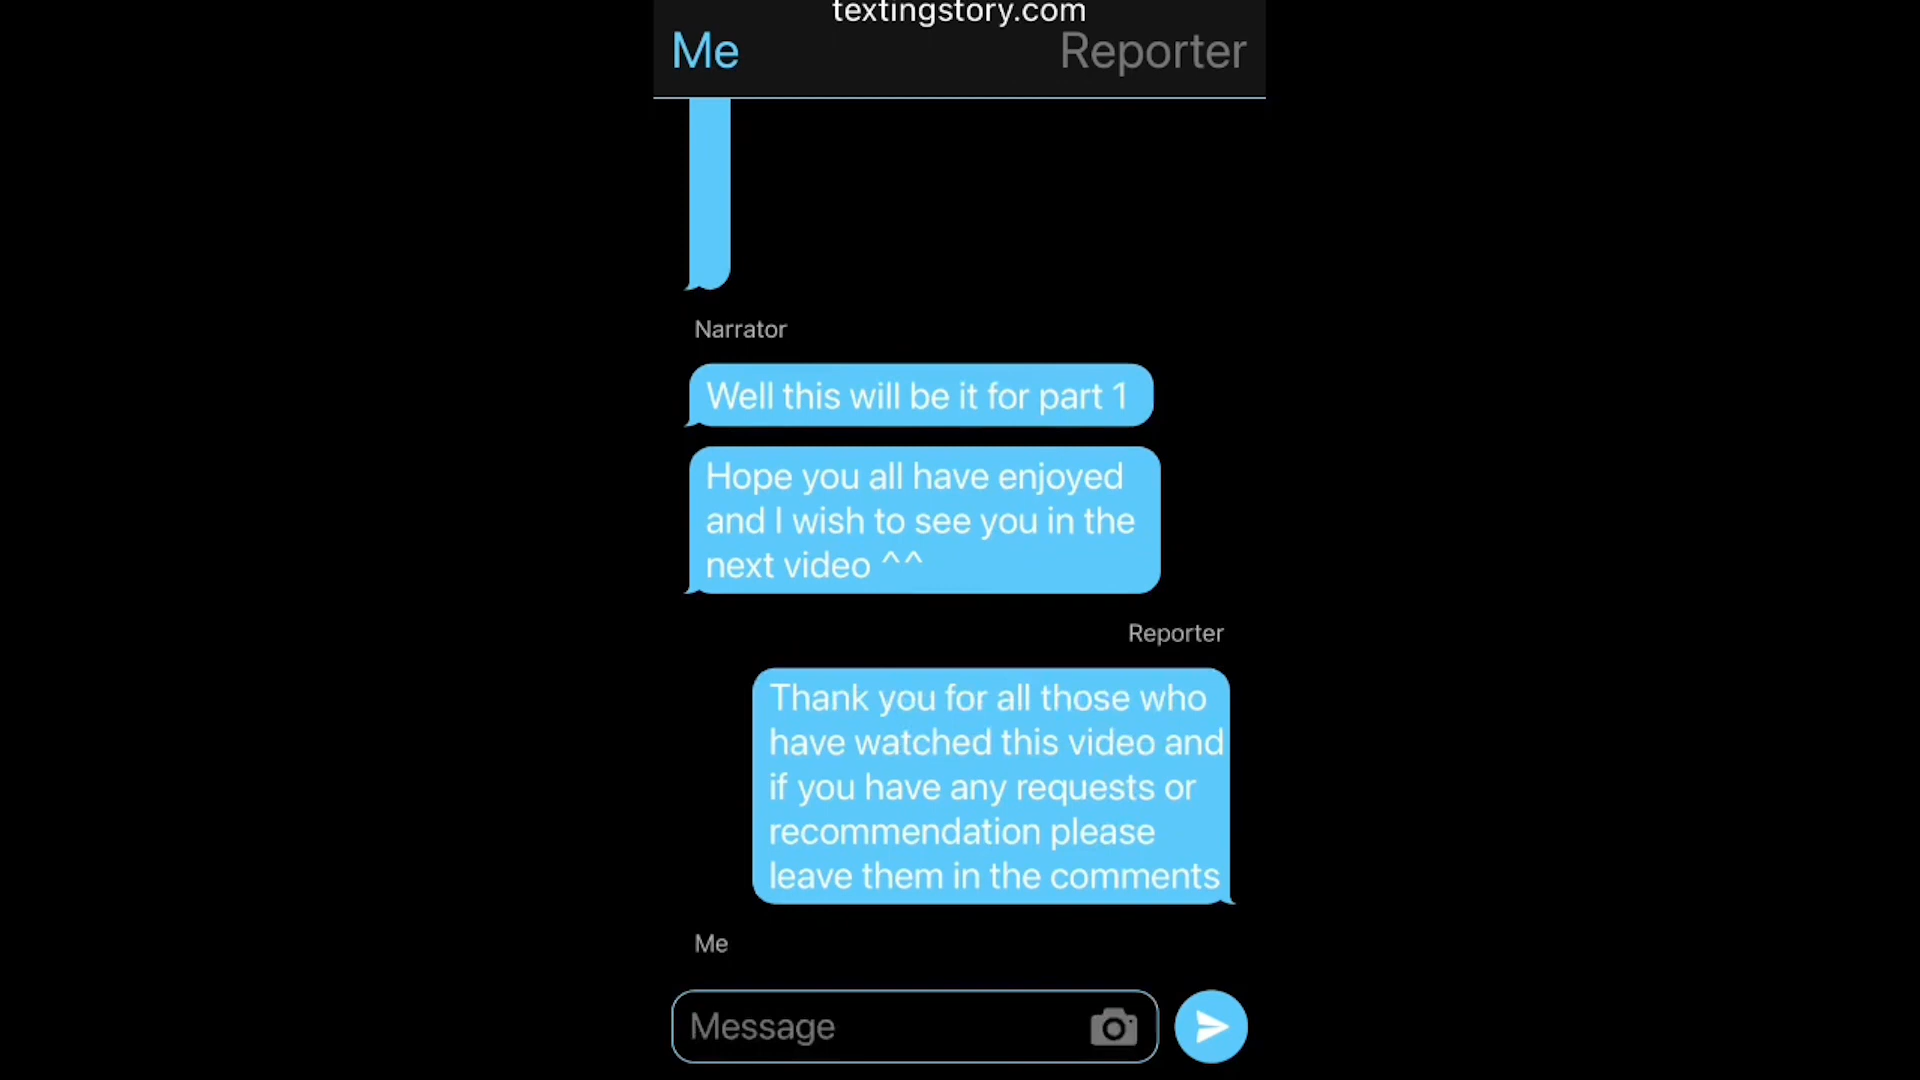 textingstory.com
Me
Reporter
Narrator
Well this will be it for part 1
Hope you all have enjoyed
and I wish to see you in the
next video ^^
Reporter
Thank you for all those who
have watched this video and
if you have any requests or
recommendation please
leave them in the comments
Me
Message